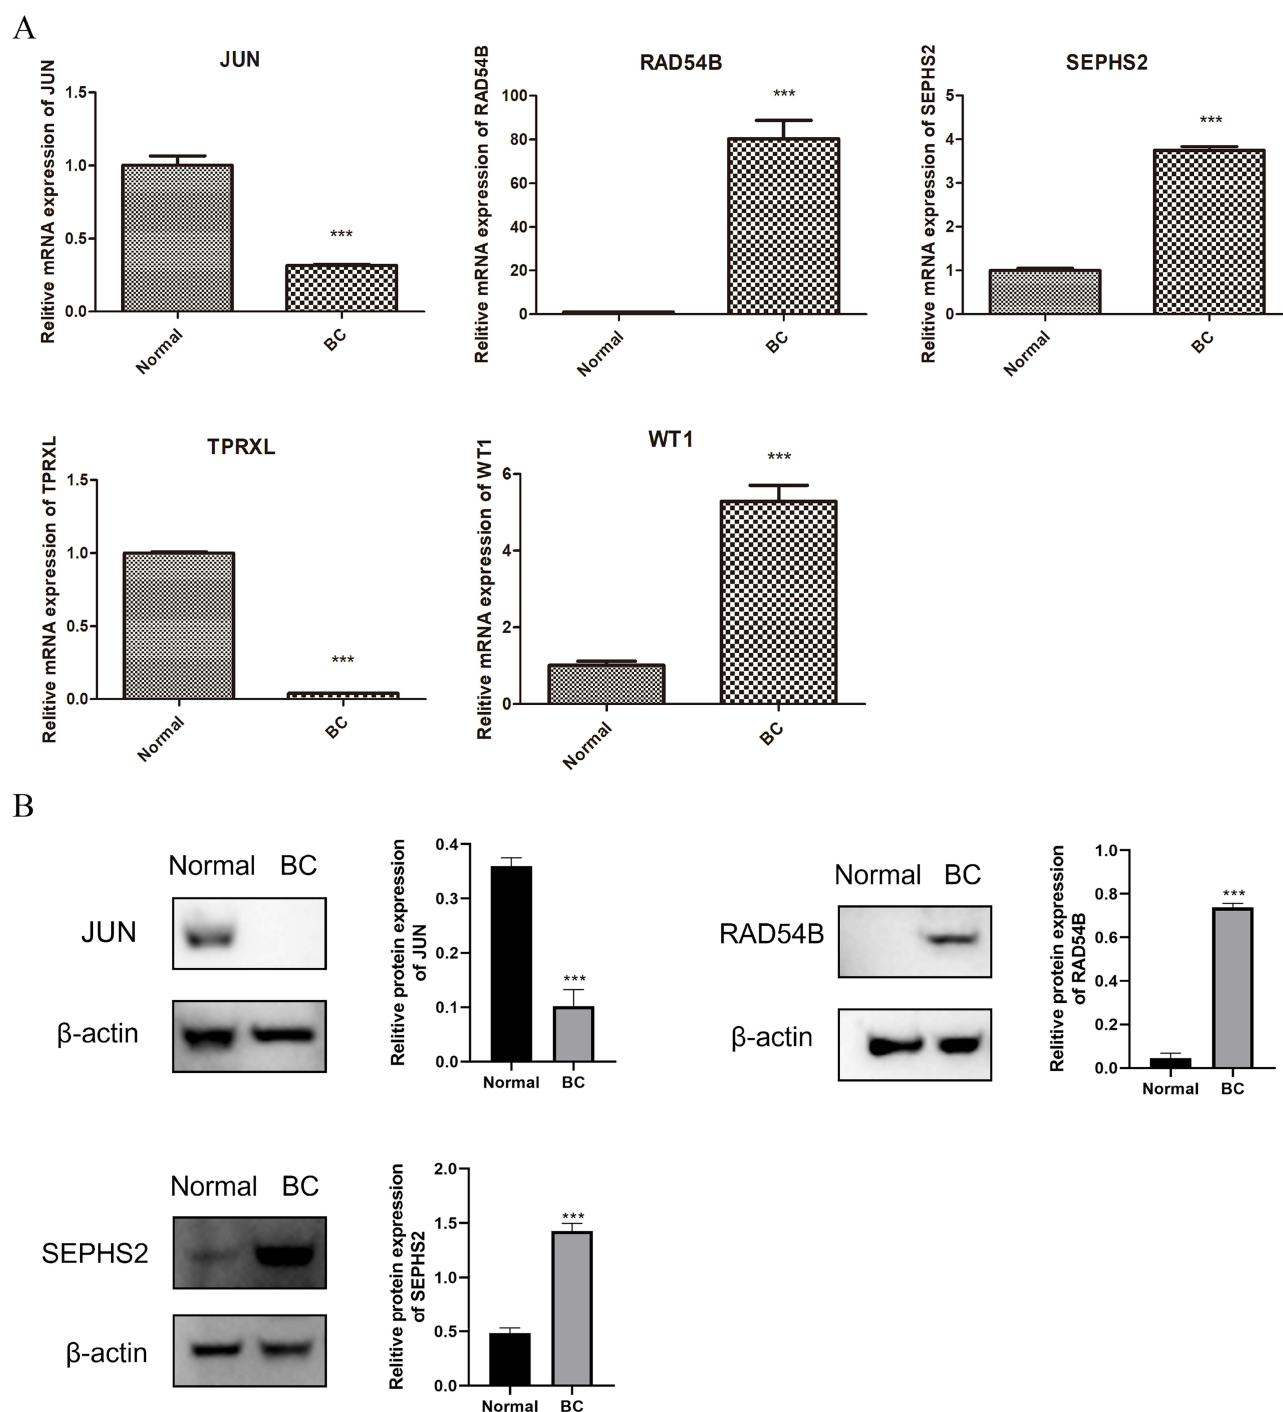 A
JUN
Relitive mRNA expression of JUN
1.5
1.0
0.5
0.0
***
Normal
BC
RAD54B
Relitive mRNA expression of RAD54B
100
80
60
40
20
0
***
Normal
BC
SEPHS2
Relitive mRNA expression of SEPHS2
5
4
3
2
1
0
***
Normal
BC
TPRXL
Relitive mRNA expression of TPRXL
1.5
1.0
0.5
0.0
***
Normal
BC
WT1
Relitive mRNA expression of WT1
6
4
2
0
***
Normal
BC
B
Normal BC
JUN
β-actin
Relitive protein expression
of JUN
0.4
0.3
0.2
0.1
0.0
***
Normal
BC
Normal BC
RAD54B
β-actin
Relitive protein expression
of RAD54B
1.0
0.8
0.6
0.4
0.2
0.0
***
Normal
BC
Normal BC
SEPHS2
β-actin
Relitive protein expression
of SEPHS2
2.0
1.5
1.0
0.5
0.0
***
Normal
BC